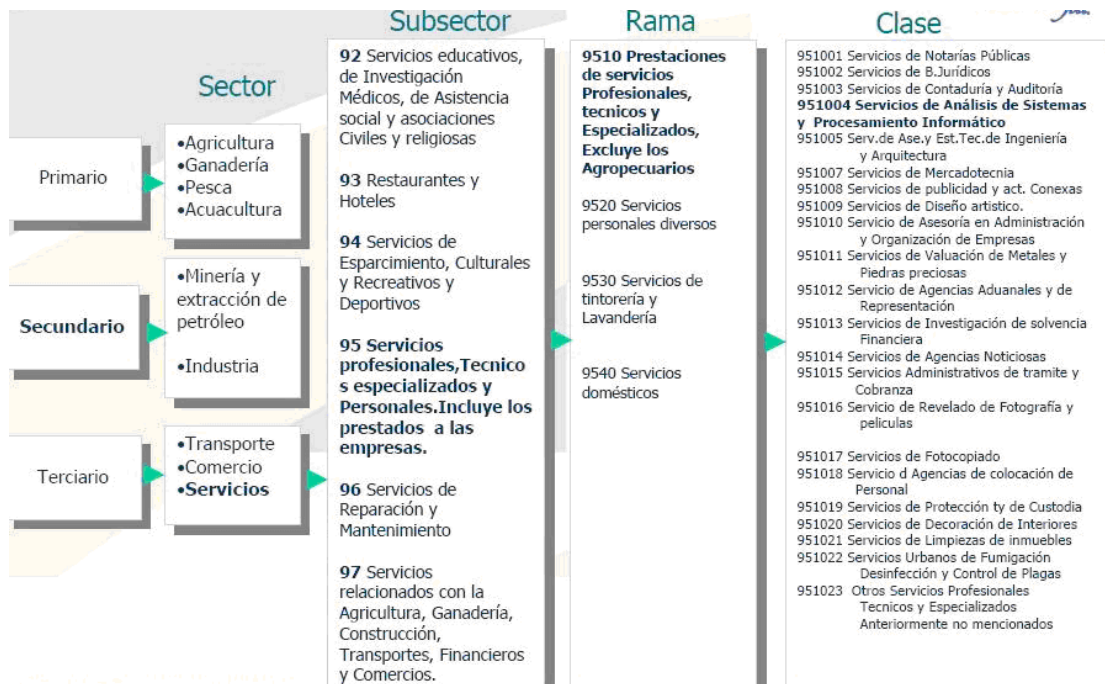 Sector
Primario
•Agricultura
•Ganadería
•Pesca
•Acuacultura
Secundario
•Minería y
extracción de
petróleo
•Industria
Terciario
•Transporte
•Comercio
•Servicios
Subsector
92 Servicios educativos,
de Investigación
Médicos, de Asistencia
social y asociaciones
Civiles y religiosas
93 Restaurantes y
Hoteles
94 Servicios de
Esparcimiento, Culturales
y Recreativos y
Deportivos
95 Servicios
profesionales,Tecnico
s especializados y
Personales.Incluye los
prestados a las
empresas.
96 Servicios de
Reparación y
Mantenimiento
97 Servicios
relacionados con la
Agricultura, Ganadería,
Construcción,
Transportes, Financieros
y Comercios.
Rama
9510 Prestaciones
de servicios
Profesionales,
tecnicos y
Especializados,
Excluye los
Agropecuarios
9520 Servicios
personales diversos
9530 Servicios de
tintorería y
Lavandería
9540 Servicios
domésticos
Clase
951001 Servicios de Notarías Públicas
951002 Servicios de B.Jurídicos
951003 Servicios de Contaduría y Auditoría
951004 Servicios de Análisis de Sistemas
y Procesamiento Informático
951005 Serv.de Ase.y Est.Tec.de Ingeniería
y Arquitectura
951007 Servicios de Mercadotecnia
951008 Servicios de publicidad y act. Conexas
951009 Servicios de Diseño artistico.
951010 Servicio de Asesoría en Administración
y Organización de Empresas
951011 Servicios de Valuación de Metales y
Piedras preciosas
951012 Servicio de Agencias Aduanales y de
Representación
951013 Servicios de Investigación de solvencia
Financiera
951014 Servicios de Agencias Noticiosas
951015 Servicios Administrativos de tramite y
Cobranza
951016 Servicio de Revelado de Fotografía y
peliculas
951017 Servicios de Fotocopiado
951018 Servicio d Agencias de colocación de
Personal
951019 Servicios de Protección ty de Custodia
951020 Servicios de Decoración de Interiores
951021 Servicios de Limpiezas de inmuebles
951022 Servicios Urbanos de Fumigación
Desinfección y Control de Plagas
951023 Otros Servicios Profesionales
Tecnicos y Especializados
Anteriormente no mencionados